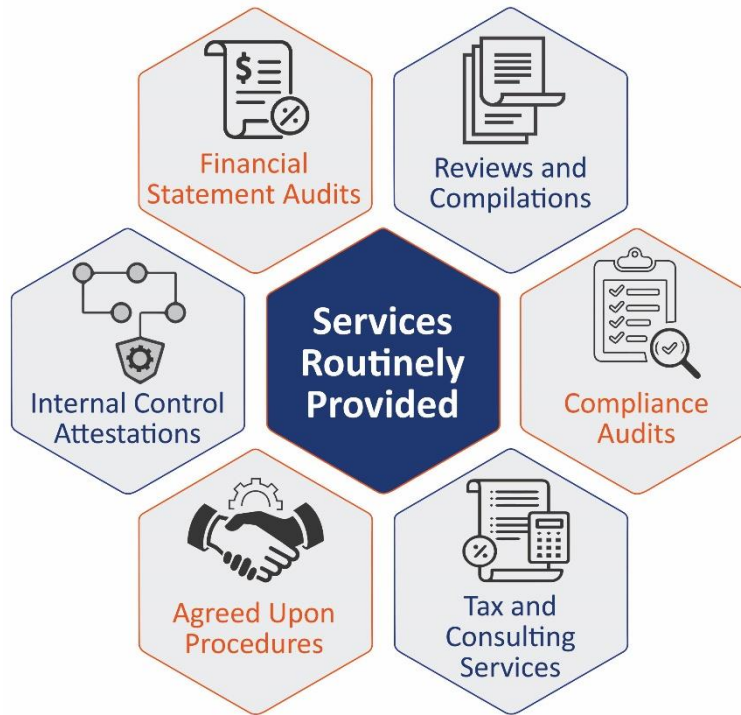 $
%
Financial
Statement Audits
Reviews and
Compilations
Internal Control
Attestations
Services
Routinely
Provided
Compliance
Audits
Agreed Upon
Procedures
%
Tax and
Consulting
Services